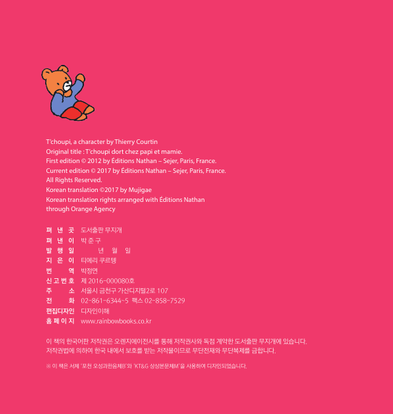 T'choupi, a character by Thierry Courtin
Original title : T'choupi dort chez papi et mamie.
First edition © 2012 by Éditions Nathan – Sejer, Paris, France.
Current edition © 2017 by Éditions Nathan – Sejer, Paris, France.
All Rights Reserved.
Korean translation ©2017 by Mujigae
Korean translation rights arranged with Éditions Nathan
through Orange Agency
펴 낸 곳 도서출판 무지개
펴 낸 이 박준구
발 행 일 년 월 일
지 은 이 티에리 쿠르탱
번 역 박정연
신고번호 제 2016-000080호
주 소 서울시 금천구 가산디지털2로 107
전 화 02-861-6344~5 팩스 02-858-7529
편집디자인 디자인이래
홈페이지 www.rainbowbooks.co.kr
이 책의 한국어판 저작권은 오렌지에이전시를 통해 저작권사와 독점 계약한 도서출판 무지개에 있습니다.
저작권법에 의하여 한국 내에서 보호를 받는 저작물이므로 무단전재와 무단복제를 금합니다.
※ 이 책은 서체 '포천 오성과한음체'와 'KT&G 상상본문체'을 사용하여 디자인되었습니다.